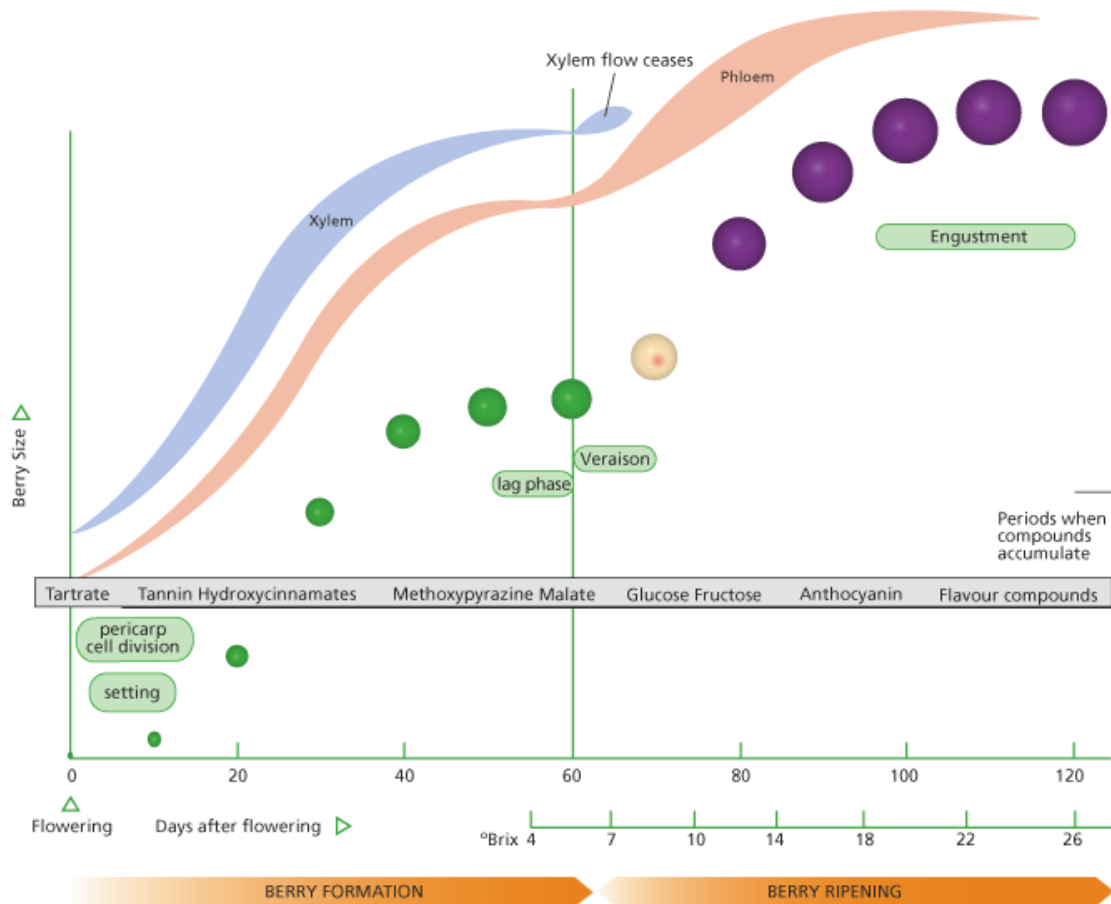 Xylem flow ceases
Phloem
Xylem
Engustment
Berry Size
Veraison
lag phase
Periods when
compounds
accumulate
Tartrate Tannin Hydroxycinnamates Methoxypyrazine Malate Glucose Fructose Anthocyanin Flavour compounds
pericarp
cell division
setting
0 20 40 60 80 100 120
Flowering Days after flowering
ºBrix 4 7 10 14 18 22 26
BERRY FORMATION BERRY RIPENING